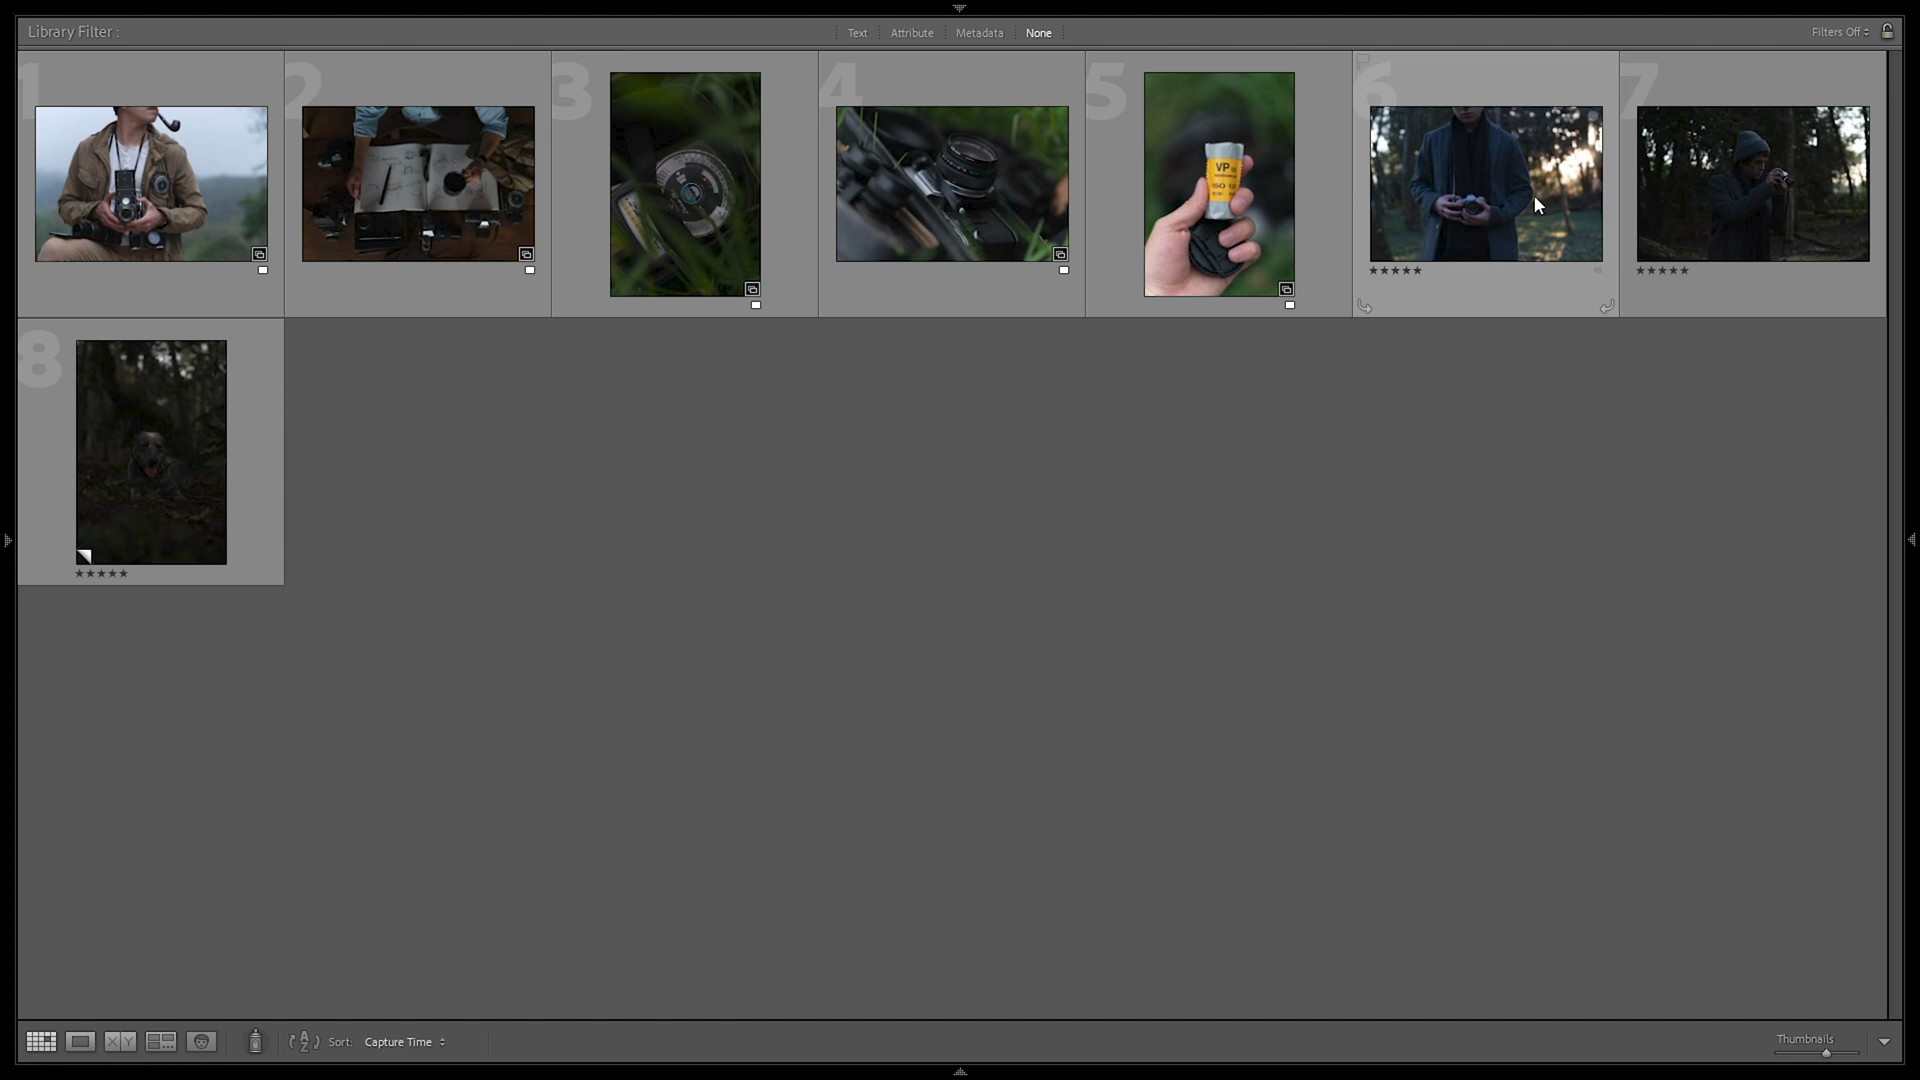 Library Filter :
Text
Attribute
Metadata
None
Filters Off
1
2
3
4
5
6
7
VP
ISO
8
Sort:
Capture Time
Thumbnails